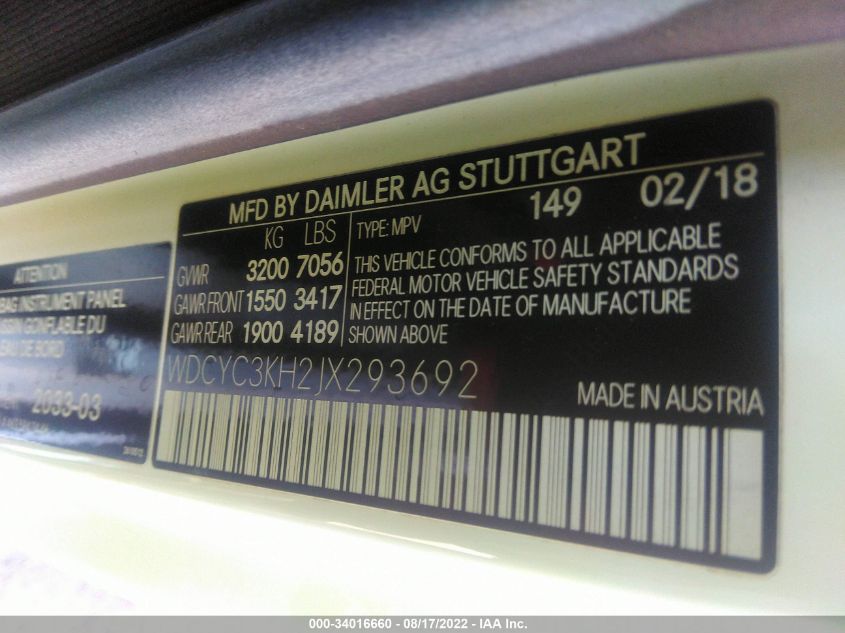 MFD BY DAIMLER AG STUTTGART
KG LBS
GVWR 3200 7056
GAWR FRONT 1550 3417
GAWR REAR 1900 4189
TYPE: MPV 149 02/18
THIS VEHICLE CONFORMS TO ALL APPLICABLE
FEDERAL MOTOR VEHICLE SAFETY STANDARDS
IN EFFECT ON THE DATE OF MANUFACTURE
SHOWN ABOVE
WDCYC3KH2JX293692
MADE IN AUSTRIA
ATTENTION
INSTRUMENT PANEL
GONFLABLE DU
DE BORD
2033-03
000-34016660 - 08/17/2022 - IAA Inc.